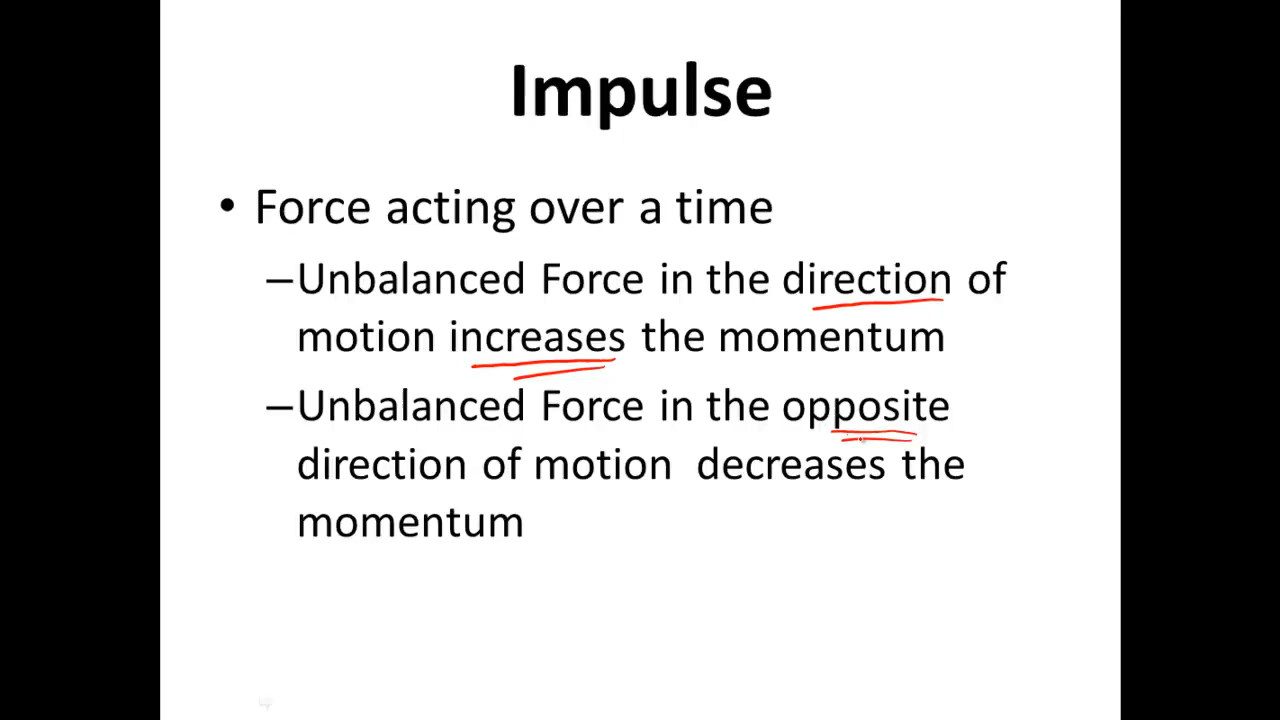 Impulse
• Force acting over a time
–Unbalanced Force in the direction of
motion increases the momentum
–Unbalanced Force in the opposite
direction of motion decreases the
momentum